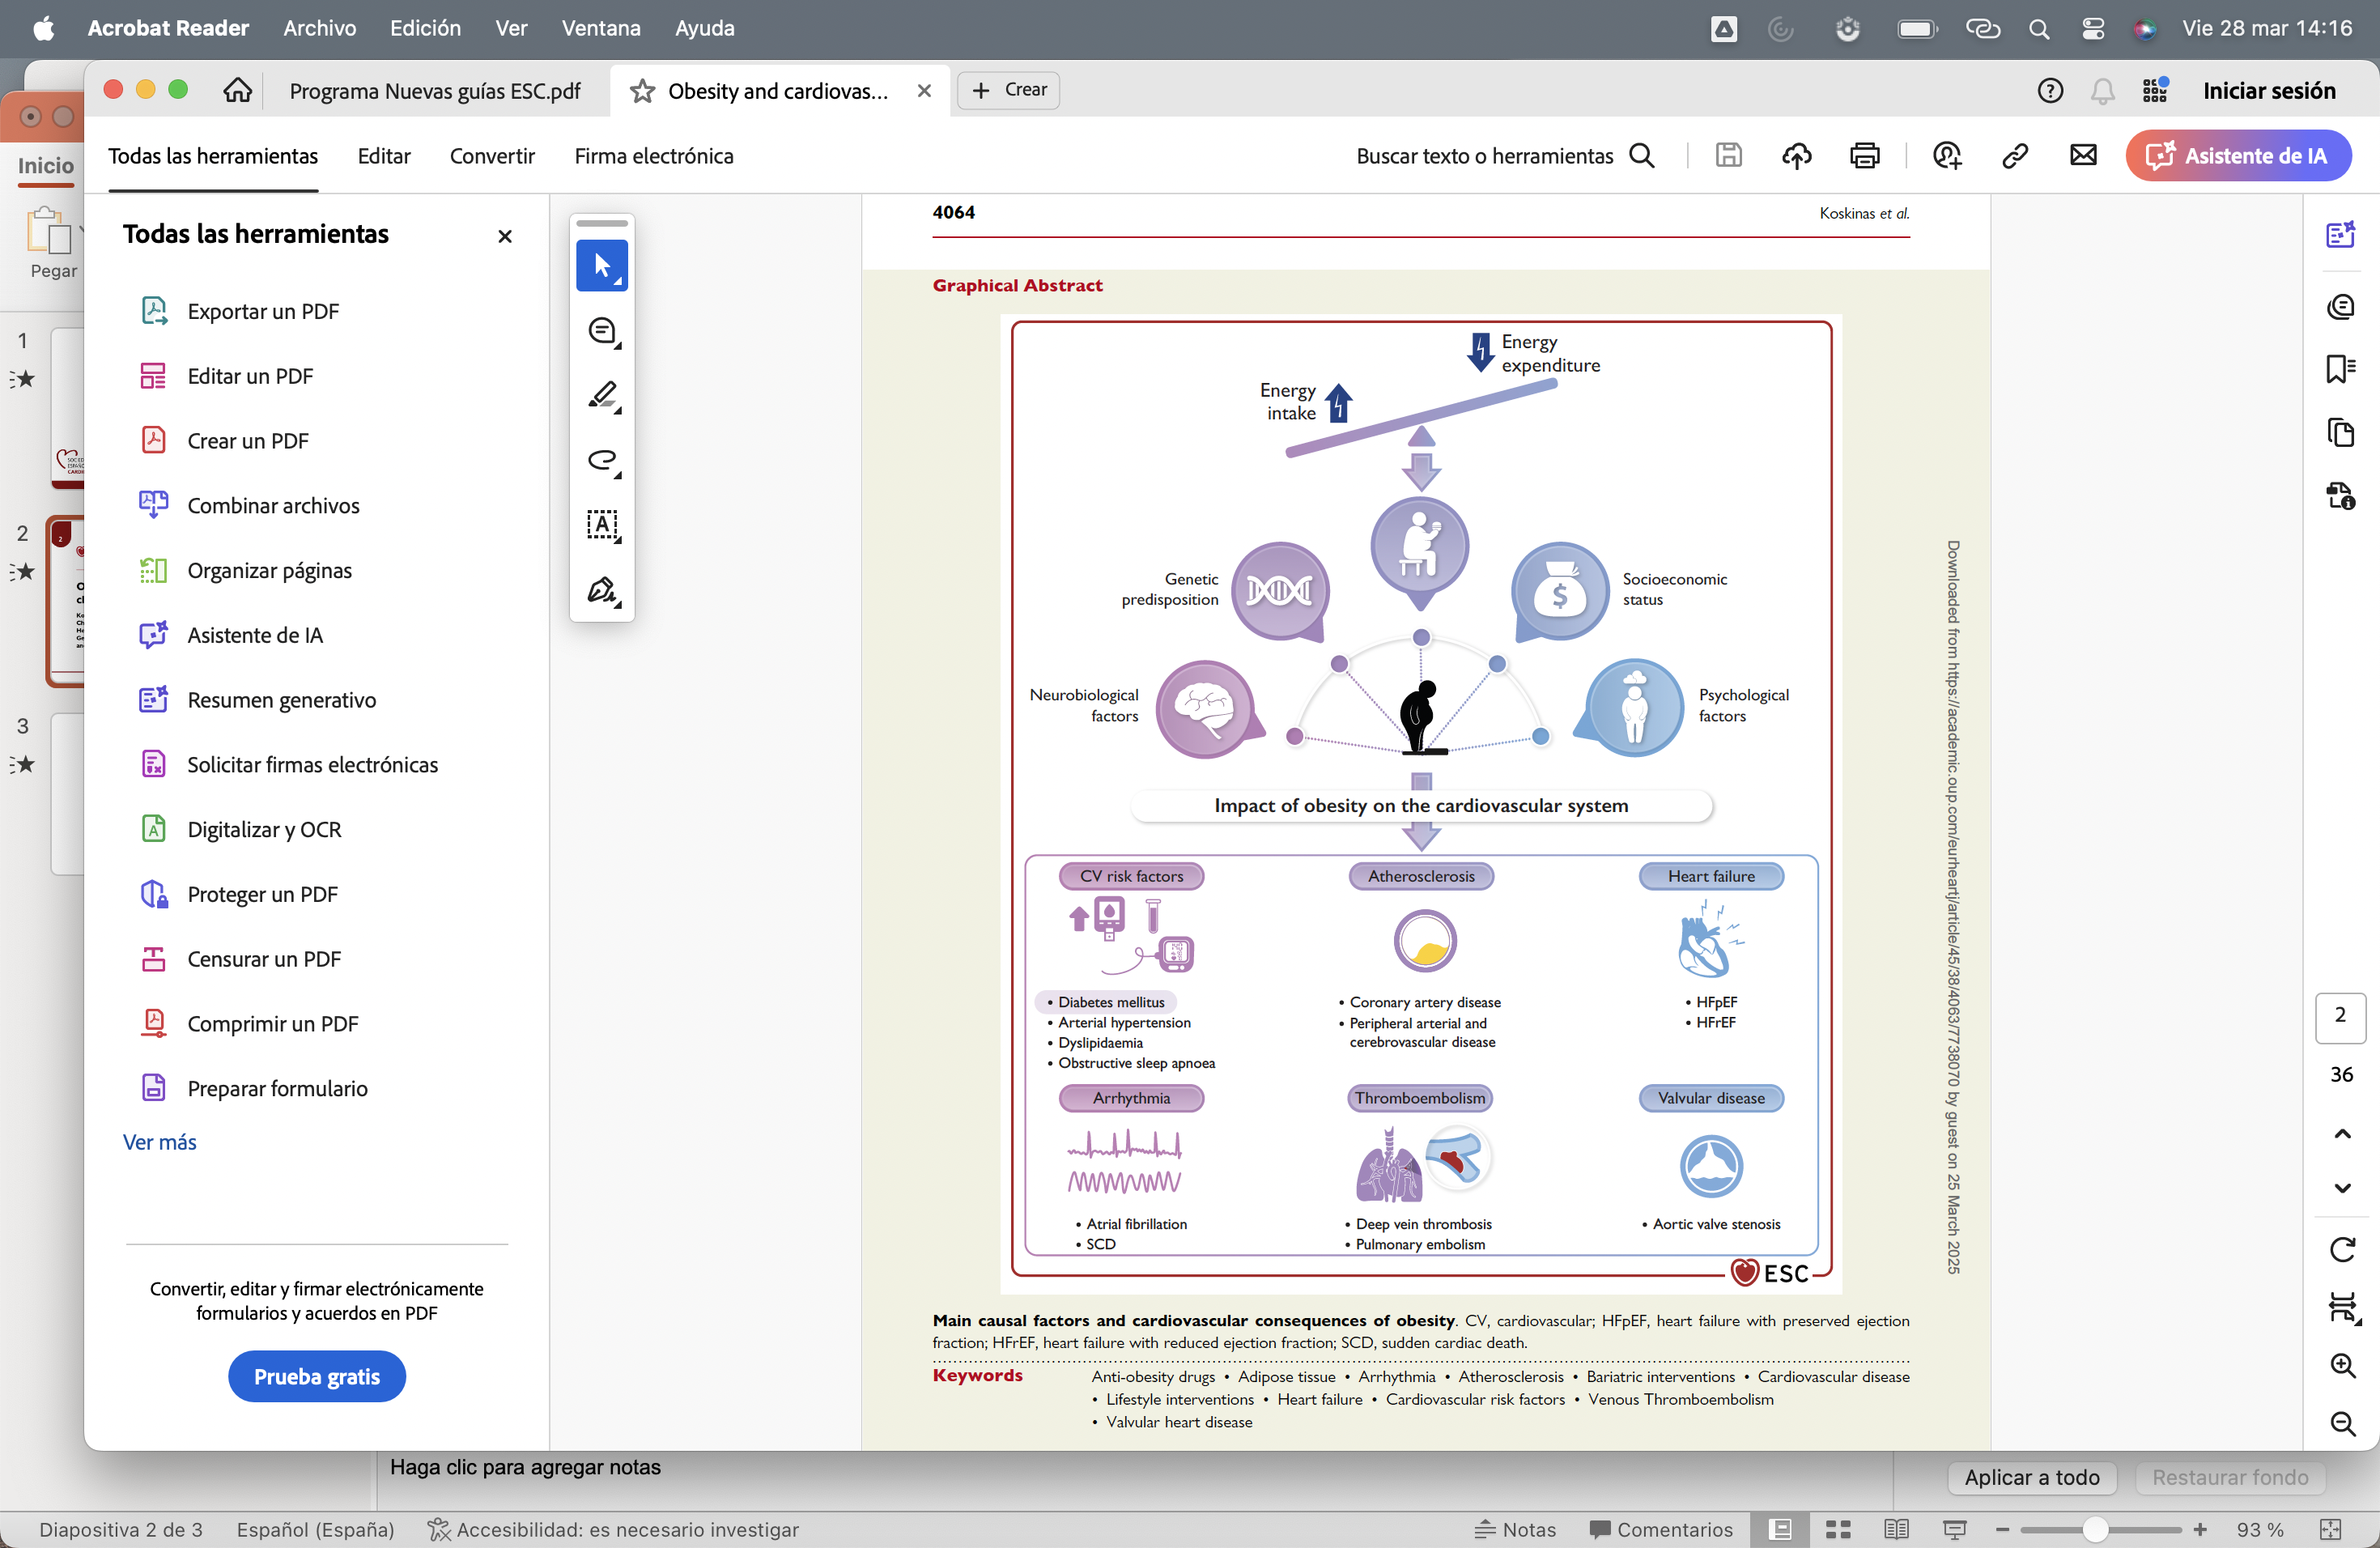 Acrobat Reader Archivo Edición Ver Ventana Ayuda
Vie 28 mar 14:16
Programa Nuevas guías ESC.pdf
Obesity and cardiovas...
Crear
Iniciar sesión
Inicio
Pegar
1
2
3
Todas las herramientas
Editar
Convertir
Firma electrónica
Buscar texto o herramientas
Asistente de IA
Todas las herramientas
Exportar un PDF
Editar un PDF
Crear un PDF
Combinar archivos
Organizar páginas
Asistente de IA
Resumen generativo
Solicitar firmas electrónicas
Digitalizar y OCR
Proteger un PDF
Censurar un PDF
Comprimir un PDF
Preparar formulario
Ver más
Convertir, editar y firmar electrónicamente
formularios y acuerdos en PDF
Prueba gratis
4064
Koskinas et al.
Graphical Abstract
Energy
expenditure
Energy
intake
Genetic
predisposition
Socioeconomic
status
Neurobiological
factors
Psychological
factors
Impact of obesity on the cardiovascular system
CV risk factors
• Diabetes mellitus
• Arterial hypertension
• Dyslipidaemia
• Obstructive sleep apnoea
Atherosclerosis
• Coronary artery disease
• Peripheral arterial and
cerebrovascular disease
Heart failure
• HFpEF
• HFrEF
Arrhythmia
• Atrial fibrillation
• SCD
Thromboembolism
• Deep vein thrombosis
• Pulmonary embolism
Valvular disease
• Aortic valve stenosis
ESC
Downloaded from https://academic.oup.com/eurheartj/article/45/38/4063/7738070 by guest on 25 March 2025
Main causal factors and cardiovascular consequences of obesity. CV, cardiovascular; HFpEF, heart failure with preserved ejection
fraction; HFrEF, heart failure with reduced ejection fraction; SCD, sudden cardiac death.
Keywords
Anti-obesity drugs • Adipose tissue • Arrhythmia • Atherosclerosis • Bariatric interventions • Cardiovascular disease
• Lifestyle interventions • Heart failure • Cardiovascular risk factors • Venous Thromboembolism
• Valvular heart disease
2
36
Haga clic para agregar notas
Aplicar a todo
Restaurar fondo
Diapositiva 2 de 3
Español (España)
Accesibilidad: es necesario investigar
Notas
Comentarios
93 %